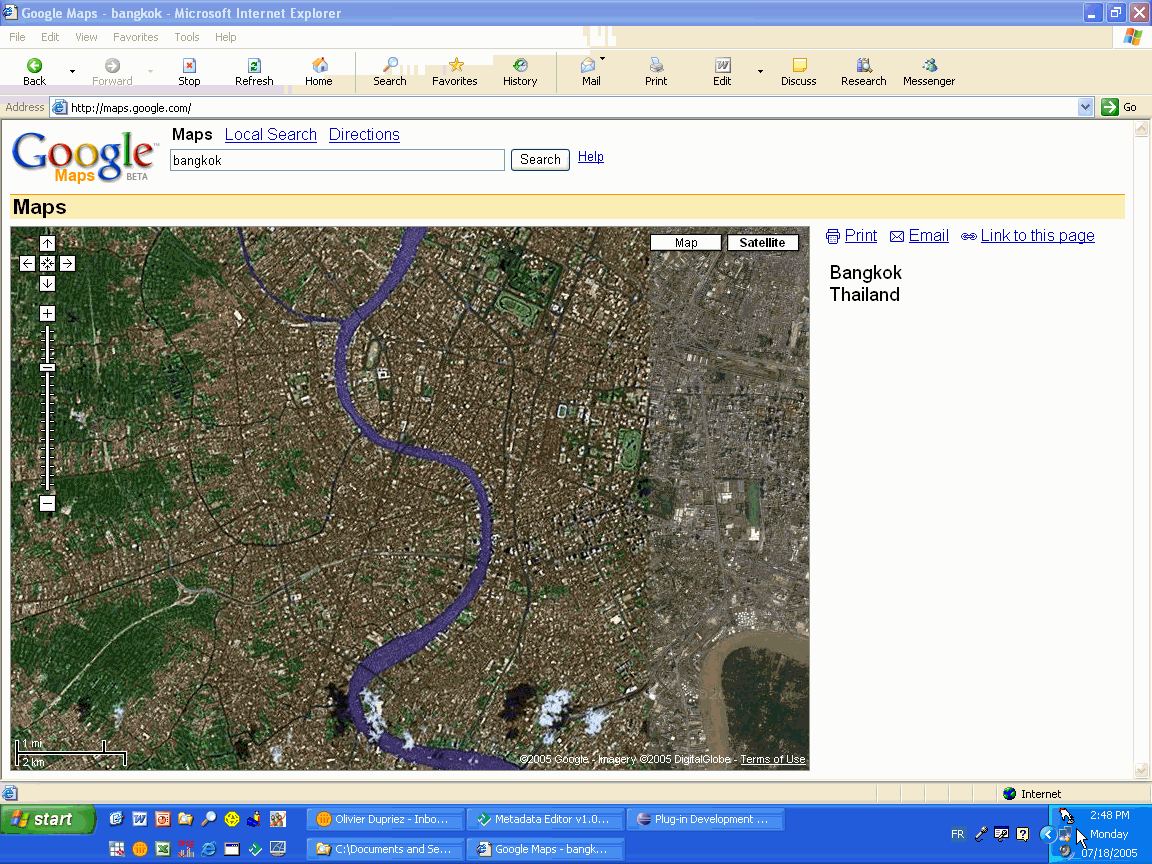 Google Maps - bangkok - Microsoft Internet Explorer
File Edit View Favorites Tools Help
Back Forward Stop Refresh Home Search Favorites History Mail Print Edit Discuss Research Messenger
Address http://maps.google.com/ Go
Google Maps BETA
Maps Local Search Directions
bangkok Search Help
Maps
Map Satellite
Print Email Link to this page
Bangkok
Thailand
1 mi
2 km
©2005 Google - Imagery ©2005 DigitalGlobe - Terms of Use
Internet
start
Olivier Dupriez - Inbo... Metadata Editor v1.0... Plug-in Development ...
C:\Documents and Se... Google Maps - bangk...
FR
2:48 PM
Monday
07/18/2005